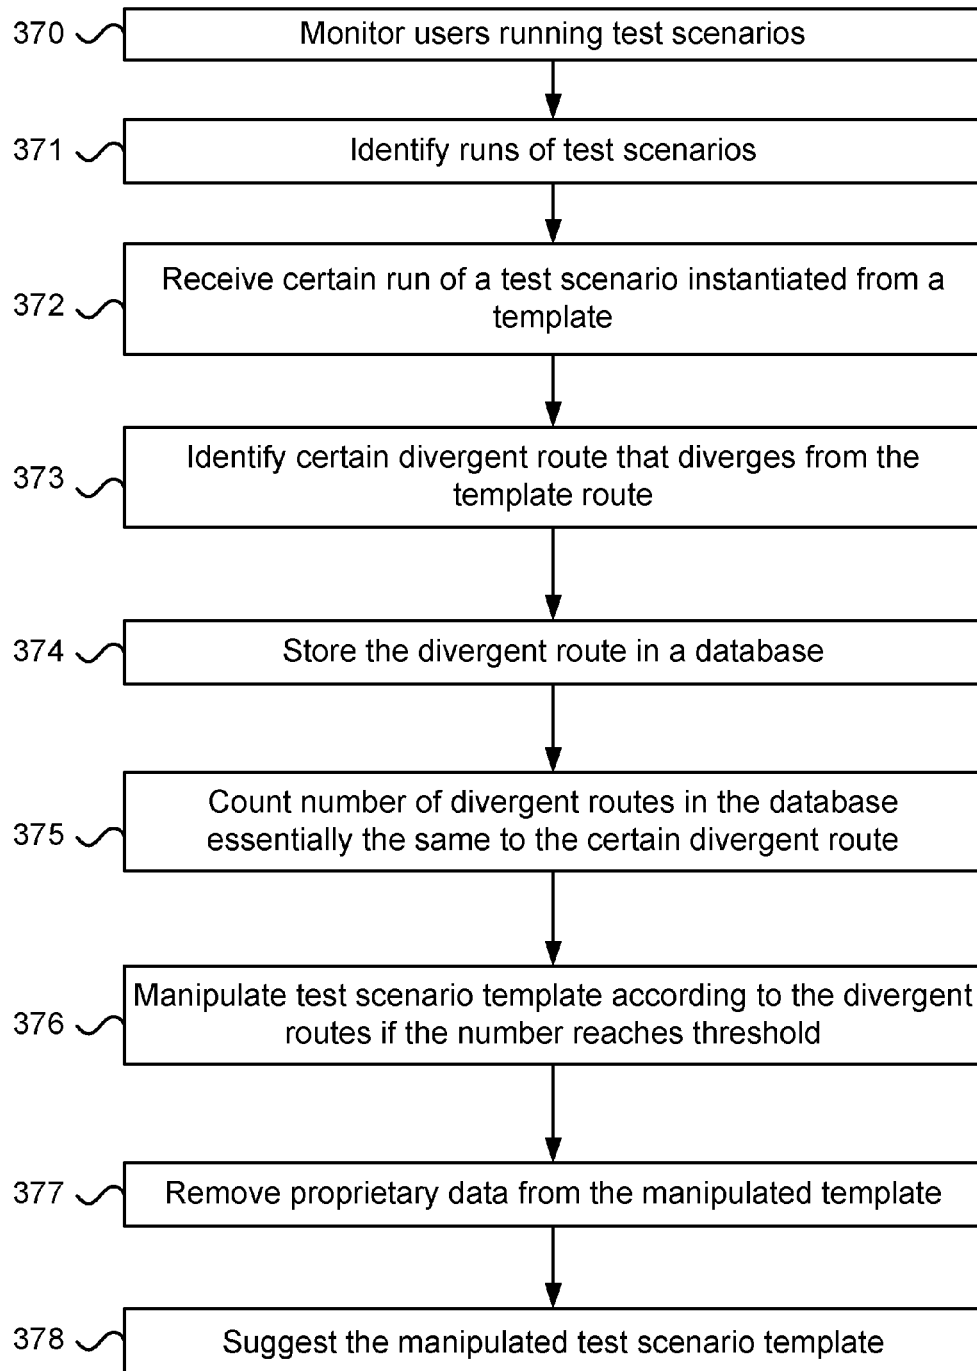 370
Monitor users running test scenarios
371
Identify runs of test scenarios
372
Receive certain run of a test scenario instantiated from a
template
373
Identify certain divergent route that diverges from the
template route
374
Store the divergent route in a database
375
Count number of divergent routes in the database
essentially the same to the certain divergent route
376
Manipulate test scenario template according to the divergent
routes if the number reaches threshold
377
Remove proprietary data from the manipulated template
378
Suggest the manipulated test scenario template